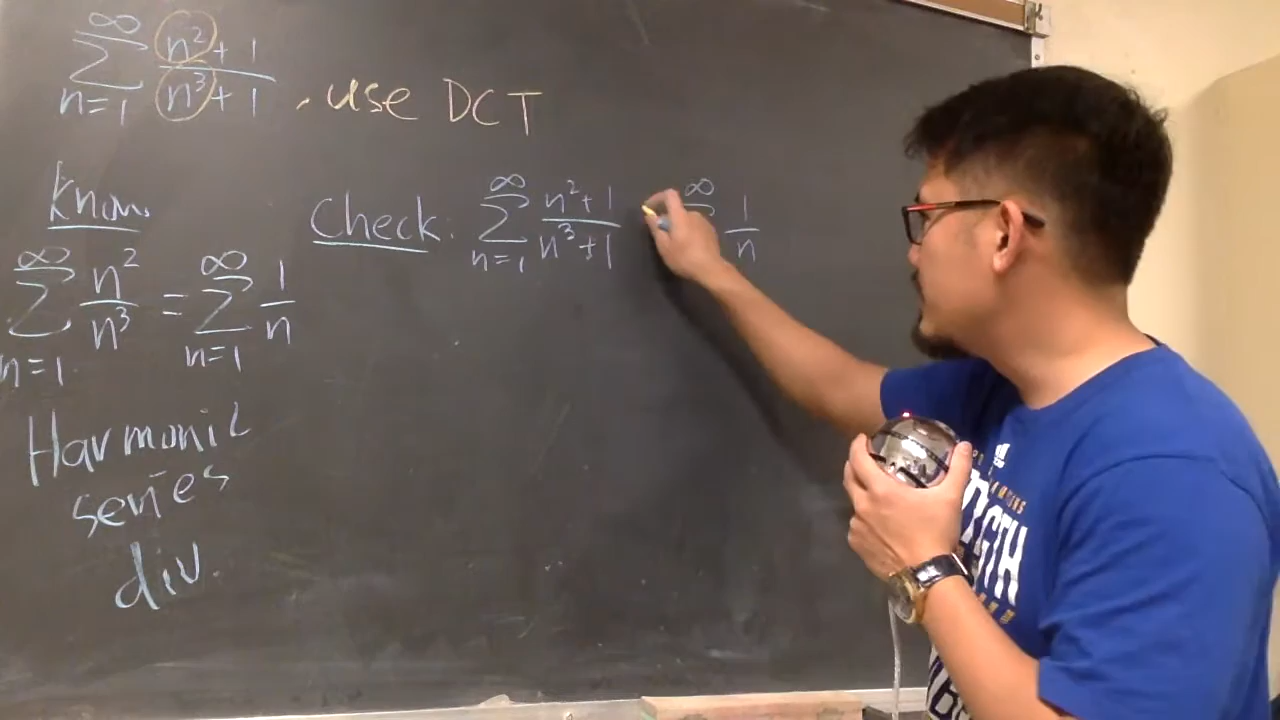 ∞∑n=1 (n²+1)/(n³+1) , use DCT
Know
∞∑n=1 n²/n³ = ∞∑n=1 1/n
Harmonic
series
div.
Check: ∞∑n=1 (n²+1)/(n³+1) ∞ 1/n